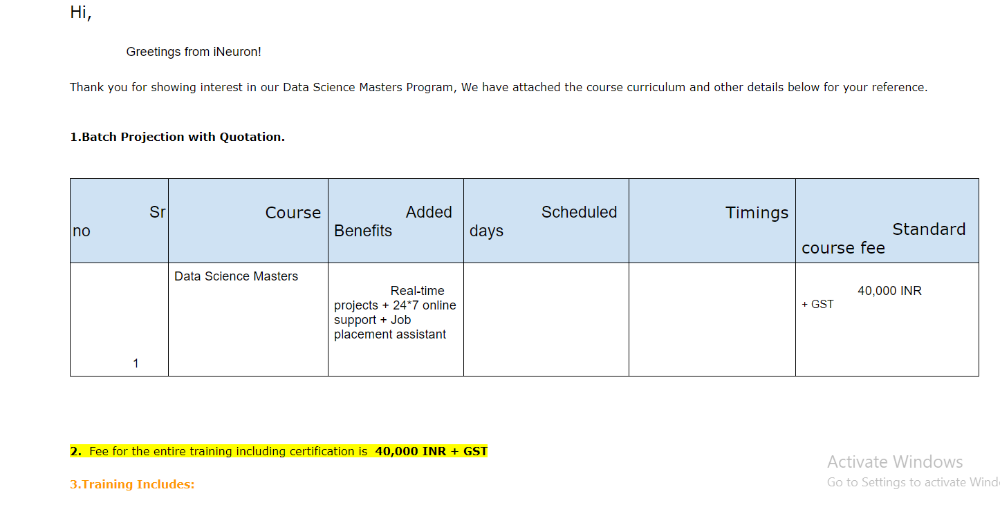 Hi,
Greetings from iNeuron!
Thank you for showing interest in our Data Science Masters Program, We have attached the course curriculum and other details below for your reference.
1.Batch Projection with Quotation.
Sr
no
Course
Added
Benefits
Scheduled
days
Timings
Standard
course fee
1
Data Science Masters
Real-time
projects + 24*7 online
support + Job
placement assistant
40,000 INR
+ GST
2. Fee for the entire training including certification is 40,000 INR + GST
3.Training Includes:
Activate Windows
Go to Settings to activate Wind